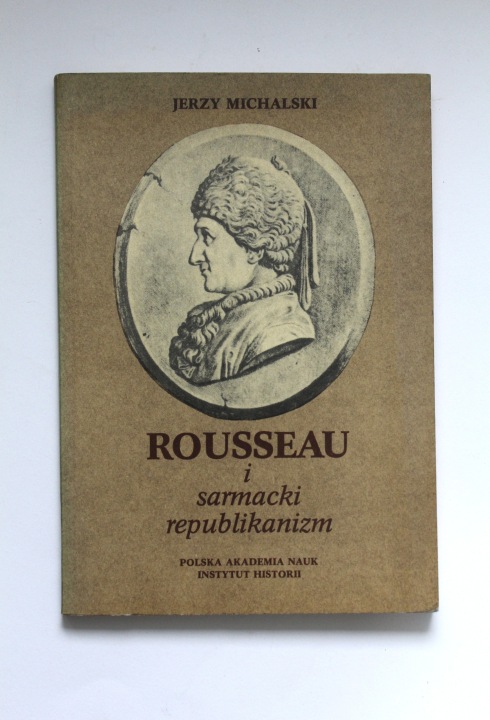 JERZY MICHALSKI
ROUSSEAU
i
sarmacki
republikanizm
POLSKA AKADEMIA NAUK
INSTYTUT HISTORII